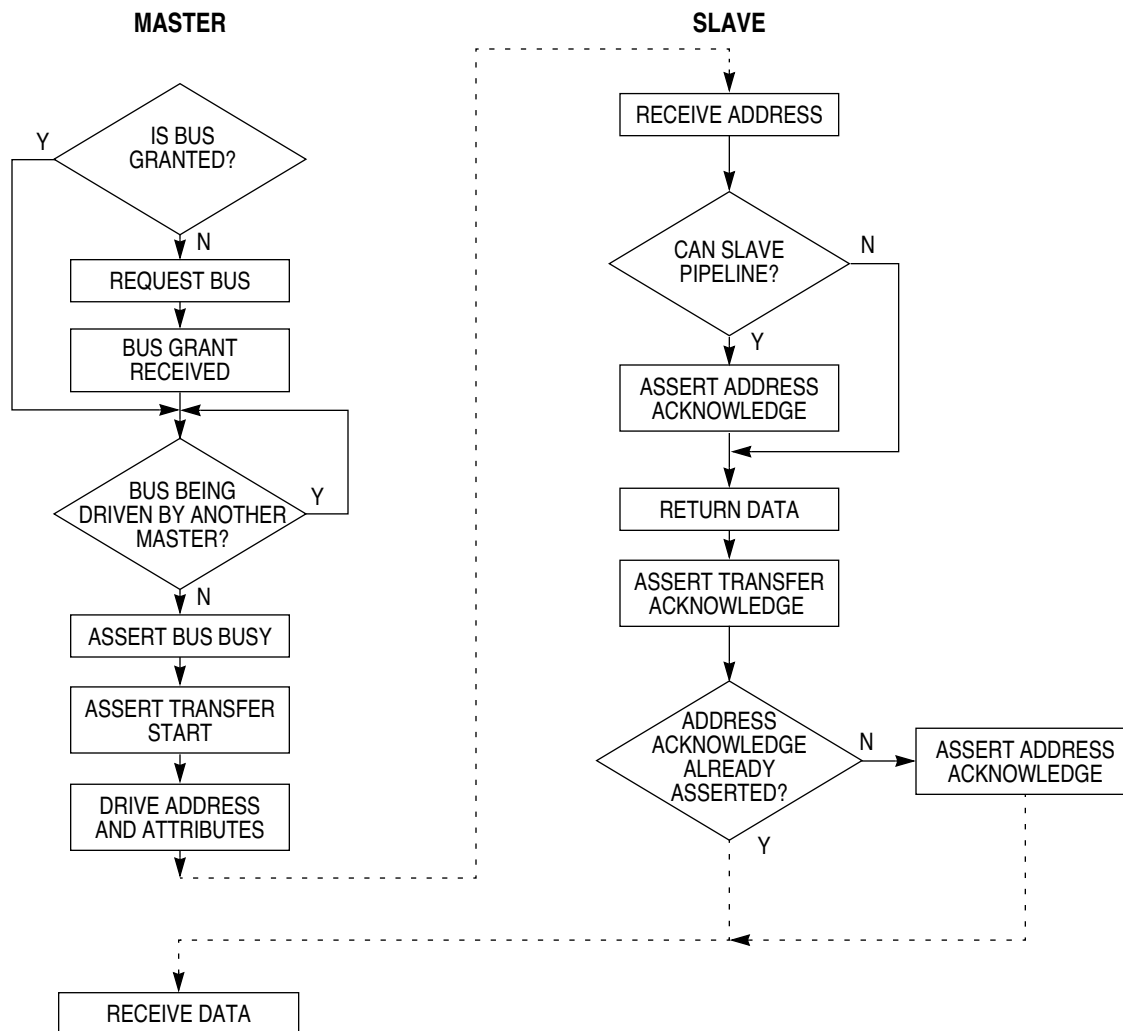 MASTER
SLAVE
IS BUS
GRANTED?
Y
N
REQUEST BUS
BUS GRANT
RECEIVED
BUS BEING
DRIVEN BY ANOTHER
MASTER?
Y
N
ASSERT BUS BUSY
ASSERT TRANSFER
START
DRIVE ADDRESS
AND ATTRIBUTES
RECEIVE ADDRESS
CAN SLAVE
PIPELINE?
N
Y
ASSERT ADDRESS
ACKNOWLEDGE
RETURN DATA
ASSERT TRANSFER
ACKNOWLEDGE
ADDRESS
ACKNOWLEDGE
ALREADY
ASSERTED?
N
Y
ASSERT ADDRESS
ACKNOWLEDGE
RECEIVE DATA